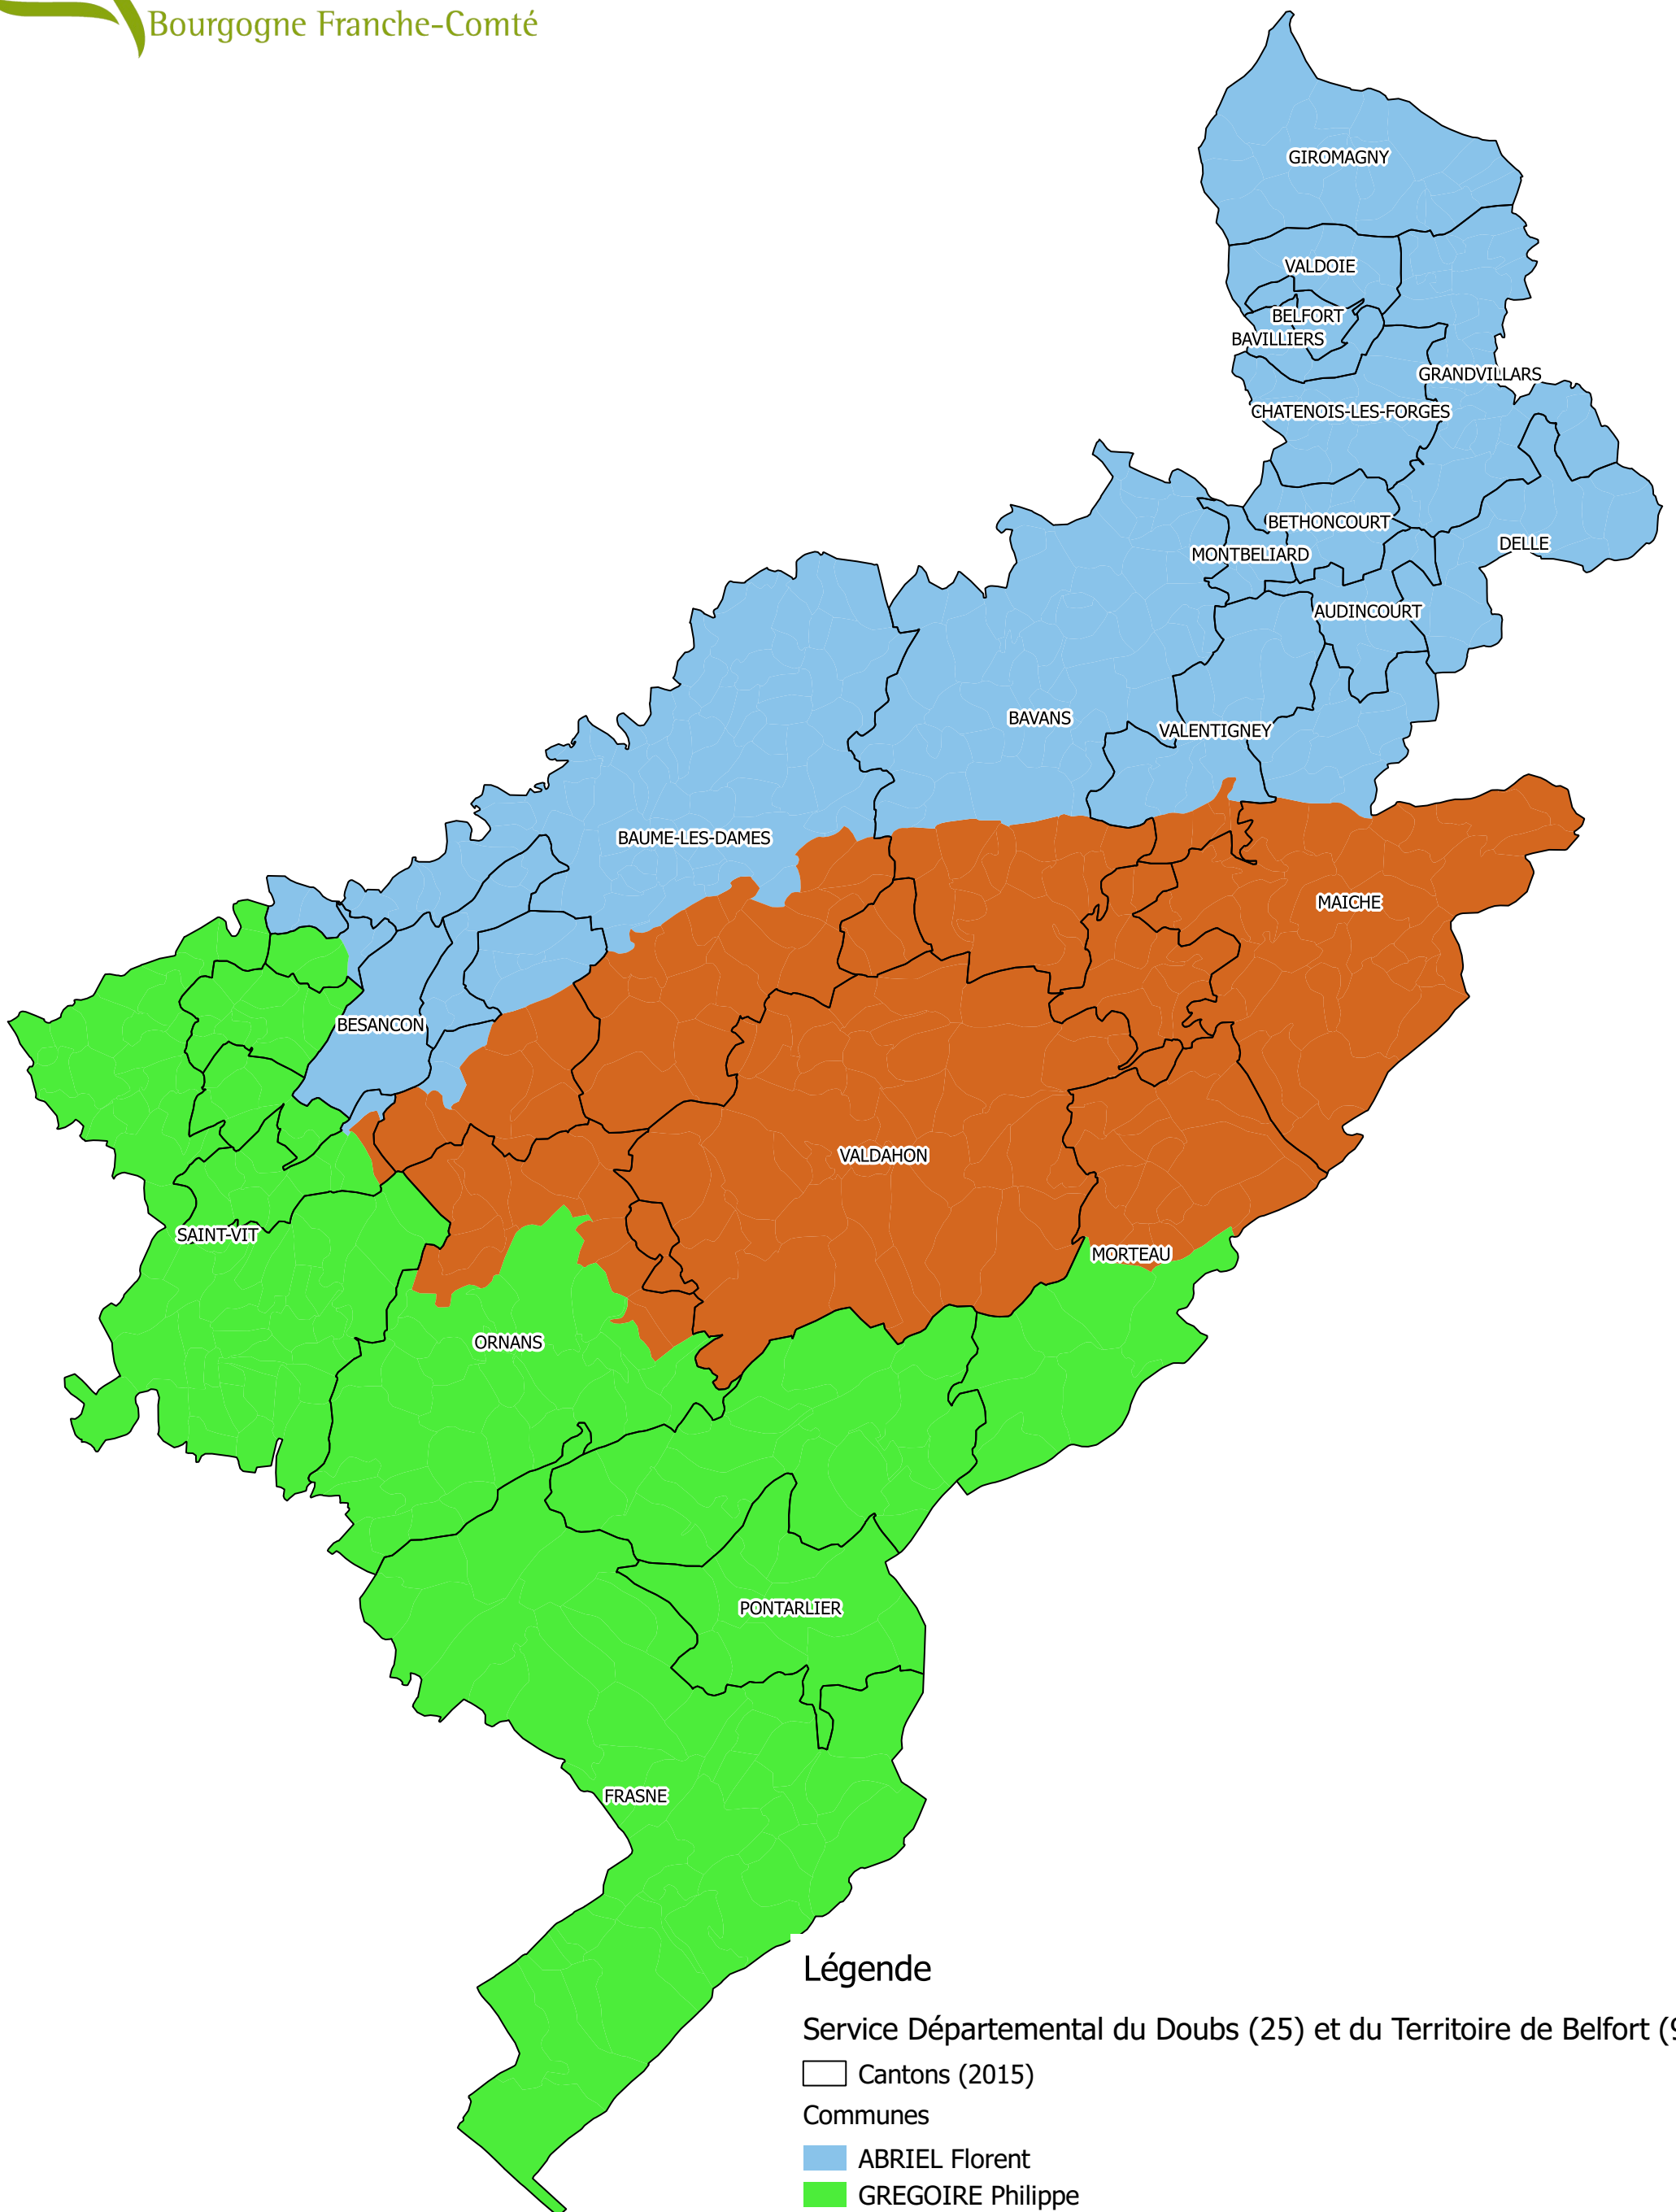 Bourgogne Franche-Comté
GIROMAGNY
VALDOIE
BELFORT
BAVILLIERS
GRANDVILLARS
CHATENOIS-LES-FORGES
BETHONCOURT
DELLE
MONTBELIARD
AUDINCOURT
BAVANS
VALENTIGNEY
BAUME-LES-DAMES
MAICHE
BESANCON
VALDAHON
SAINT-VIT
MORTEAU
ORNANS
PONTARLIER
FRASNE
Légende
Service Départemental du Doubs (25) et du Territoire de Belfort (
Cantons (2015)
Communes
ABRIEL Florent
GREGOIRE Philippe